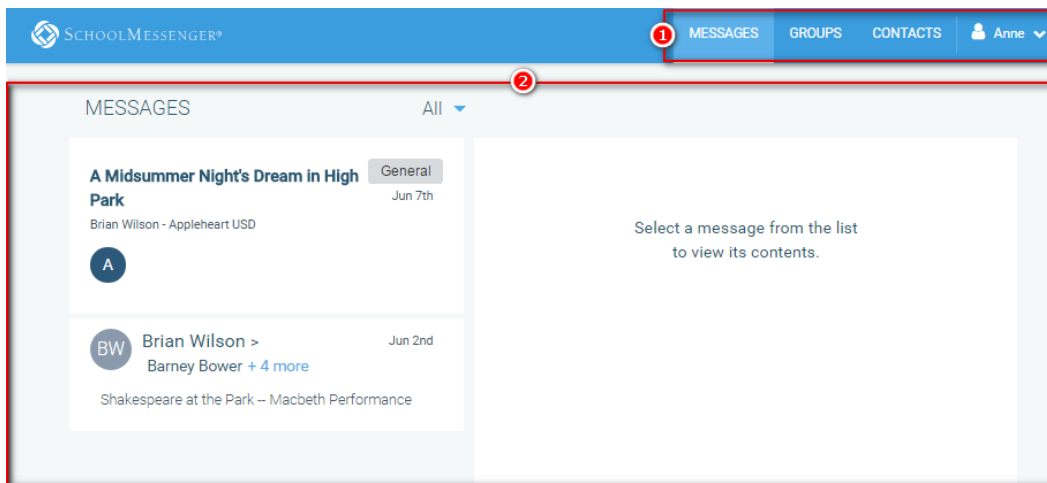 SCHOOLMESSENGER®
1 MESSAGES GROUPS CONTACTS Anne
2
MESSAGES All
A Midsummer Night's Dream in High General
Park Jun 7th
Brian Wilson - Appleheart USD
A
Select a message from the list
to view its contents.
BW Brian Wilson > Jun 2nd
Barney Bower + 4 more
Shakespeare at the Park -- Macbeth Performance